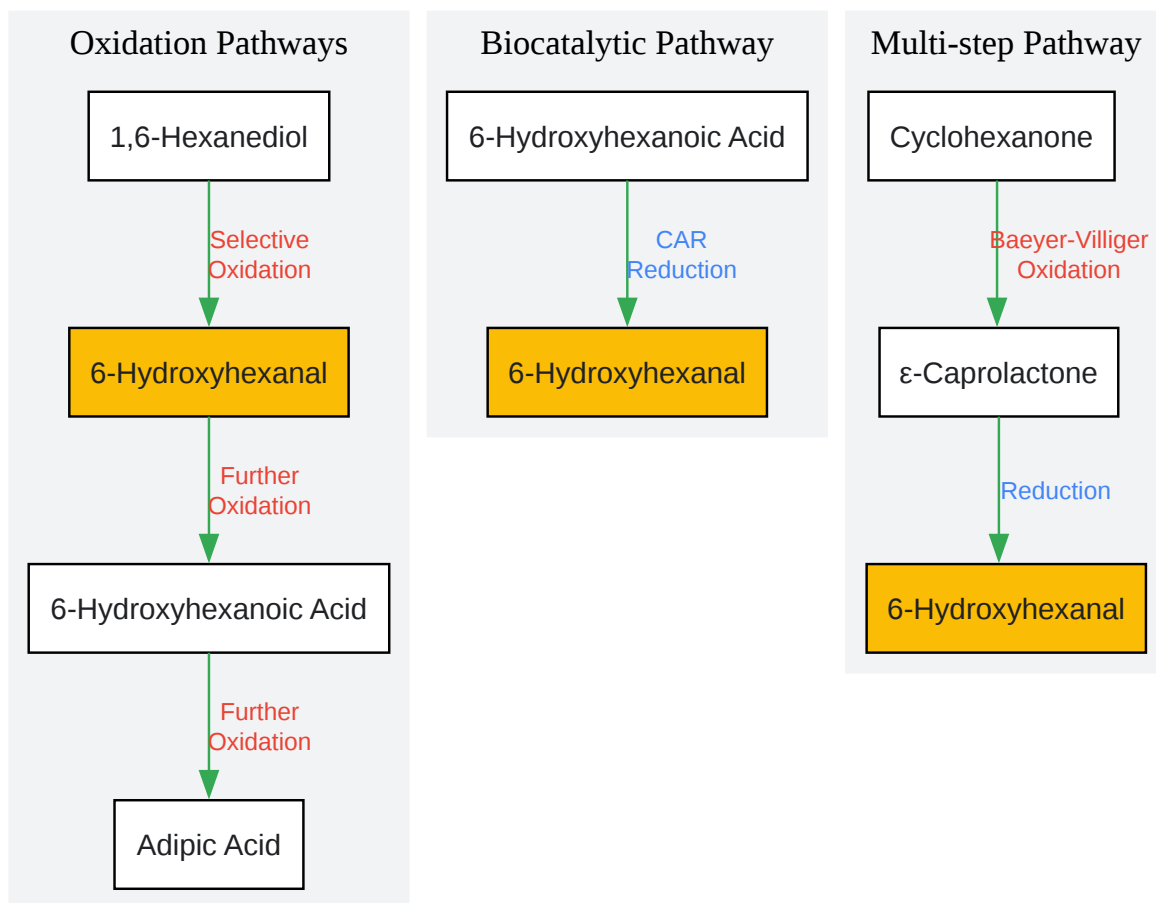 Oxidation Pathways
1,6-Hexanediol
Selective
Oxidation
6-Hydroxyhexanal
Further
Oxidation
6-Hydroxyhexanoic Acid
Further
Oxidation
Adipic Acid
Biocatalytic Pathway
6-Hydroxyhexanoic Acid
CAR
Reduction
6-Hydroxyhexanal
Multi-step Pathway
Cyclohexanone
Baeyer-Villiger
Oxidation
ε-Caprolactone
Reduction
6-Hydroxyhexanal